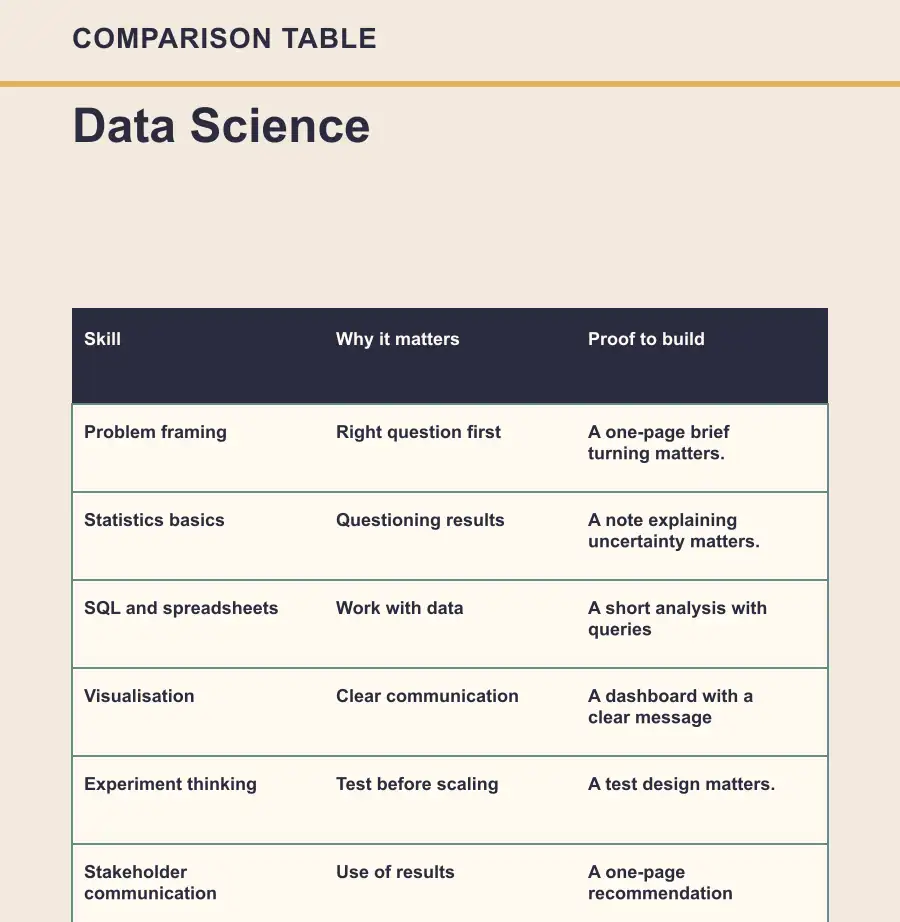 COMPARISON TABLE
Data Science
Skill
Why it matters
Proof to build
Problem framing
Right question first
A one-page brief
turning matters.
Statistics basics
Questioning results
A note explaining
uncertainty matters.
SQL and spreadsheets
Work with data
A short analysis with
queries
Visualisation
Clear communication
A dashboard with a
clear message
Experiment thinking
Test before scaling
A test design matters.
Stakeholder
communication
Use of results
A one-page
recommendation